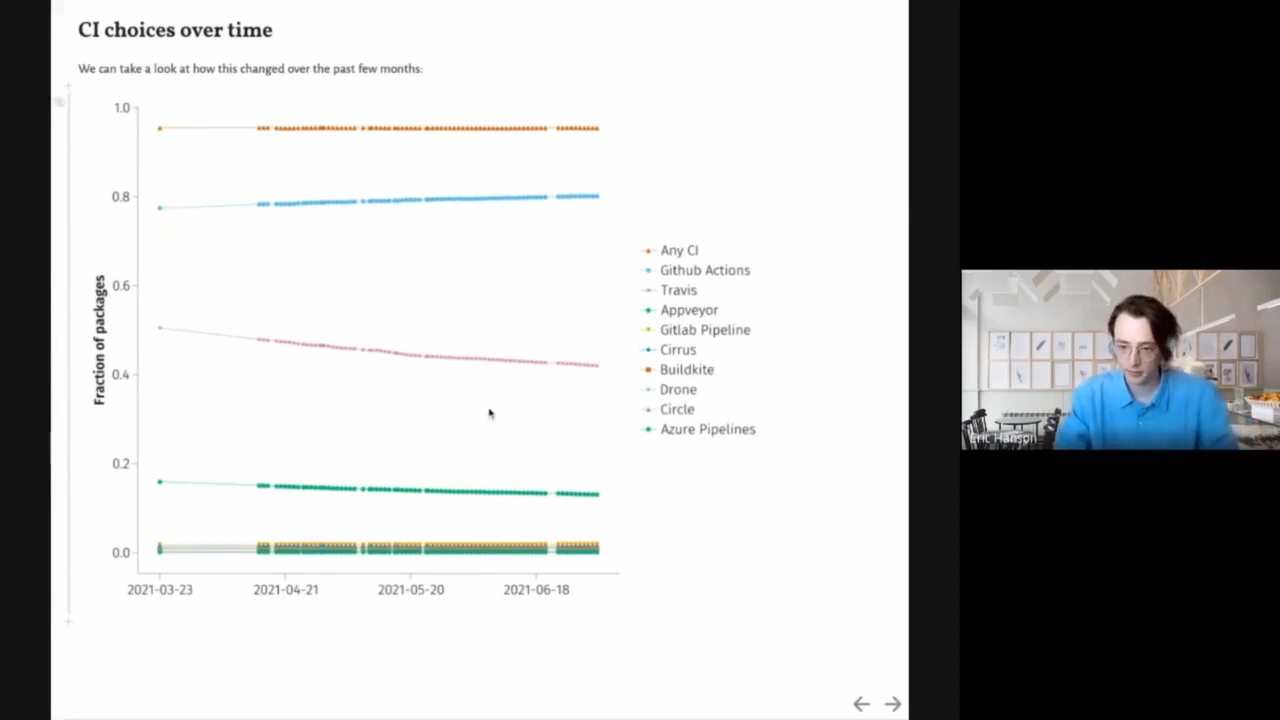 CI choices over time
We can take a look at how this changed over the past few months:
1.0
0.8
0.6
0.4
0.2
0.0
Fraction of packages
2021-03-23
2021-04-21
2021-05-20
2021-06-18
Any CI
Github Actions
Travis
Appveyor
Gitlab Pipeline
Cirrus
Buildkite
Drone
Circle
Azure Pipelines
Eric Hanson